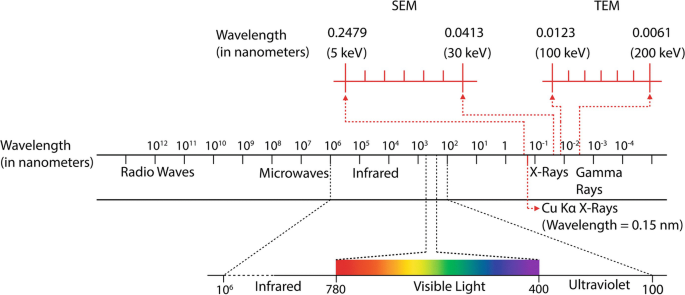 SEM TEM
Wavelength
(in nanometers)
0.2479 0.0413 0.0123 0.0061
(5 keV) (30 keV) (100 keV) (200 keV)
Wavelength
(in nanometers)
10¹² 10¹¹ 10¹⁰ 10⁹ 10⁸ 10⁷ 10⁶ 10⁵ 10⁴ 10³ 10² 10¹ 1 10⁻¹ 10⁻² 10⁻³ 10⁻⁴
Radio Waves Microwaves Infrared X-Rays Gamma
Rays
Cu Kα X-Rays
(Wavelength = 0.15 nm)
10⁶ Infrared 780 Visible Light 400 Ultraviolet 100